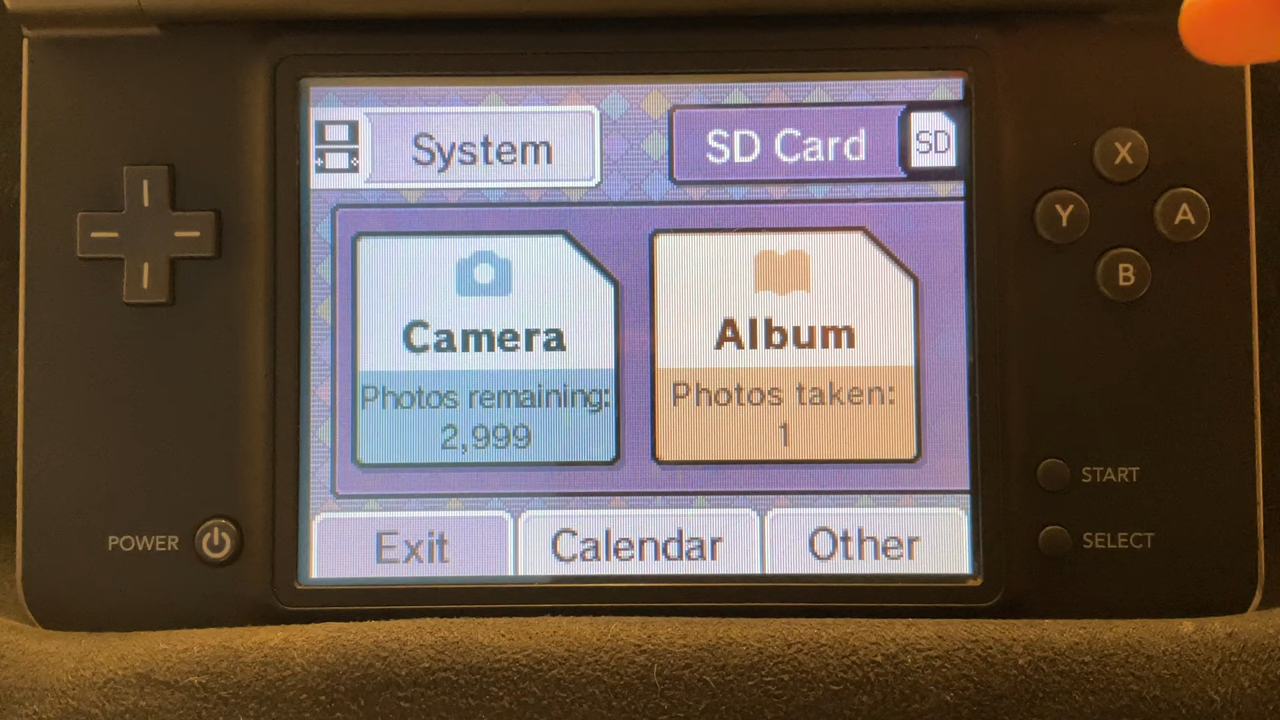 System
SD Card
SD
Camera
Photos remaining:
2,999
Album
Photos taken:
1
Exit
Calendar
Other
POWER
X
Y
A
B
START
SELECT